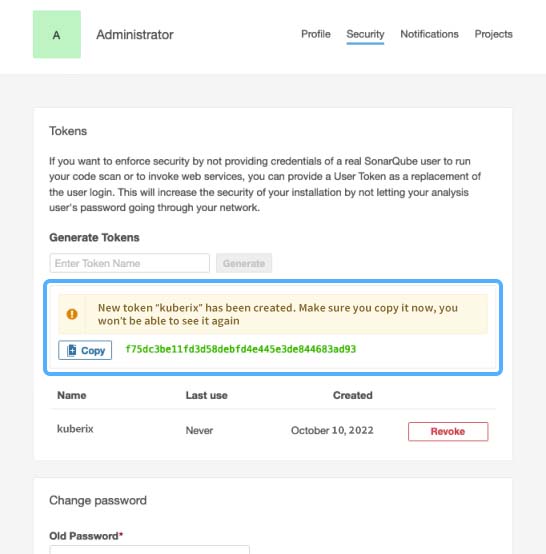 A
Administrator
Profile Security Notifications Projects
Tokens
If you want to enforce security by not providing credentials of a real SonarQube user to run
your code scan or to invoke web services, you can provide a User Token as a replacement of
the user login. This will increase the security of your installation by not letting your analysis
user's password going through your network.
Generate Tokens
Enter Token Name Generate
New token "kuberix" has been created. Make sure you copy it now, you
won't be able to see it again
Copy f75dc3be11fd3d58debfd4e445e3de844683ad93
Name Last use Created
kuberix Never October 10, 2022 Revoke
Change password
Old Password*